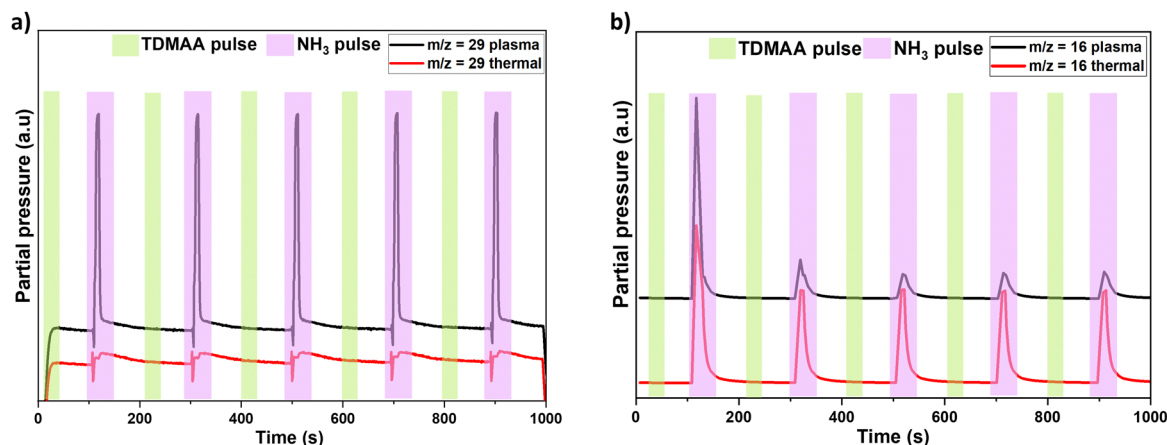 a)
TDMAA pulse
NH₃ pulse
m/z = 29 plasma
m/z = 29 thermal
Partial pressure (a.u)
0 200 400 600 800 1000
Time (s)
b)
TDMAA pulse
NH₃ pulse
m/z = 16 plasma
m/z = 16 thermal
Partial pressure (a.u)
0 200 400 600 800 1000
Time (s)